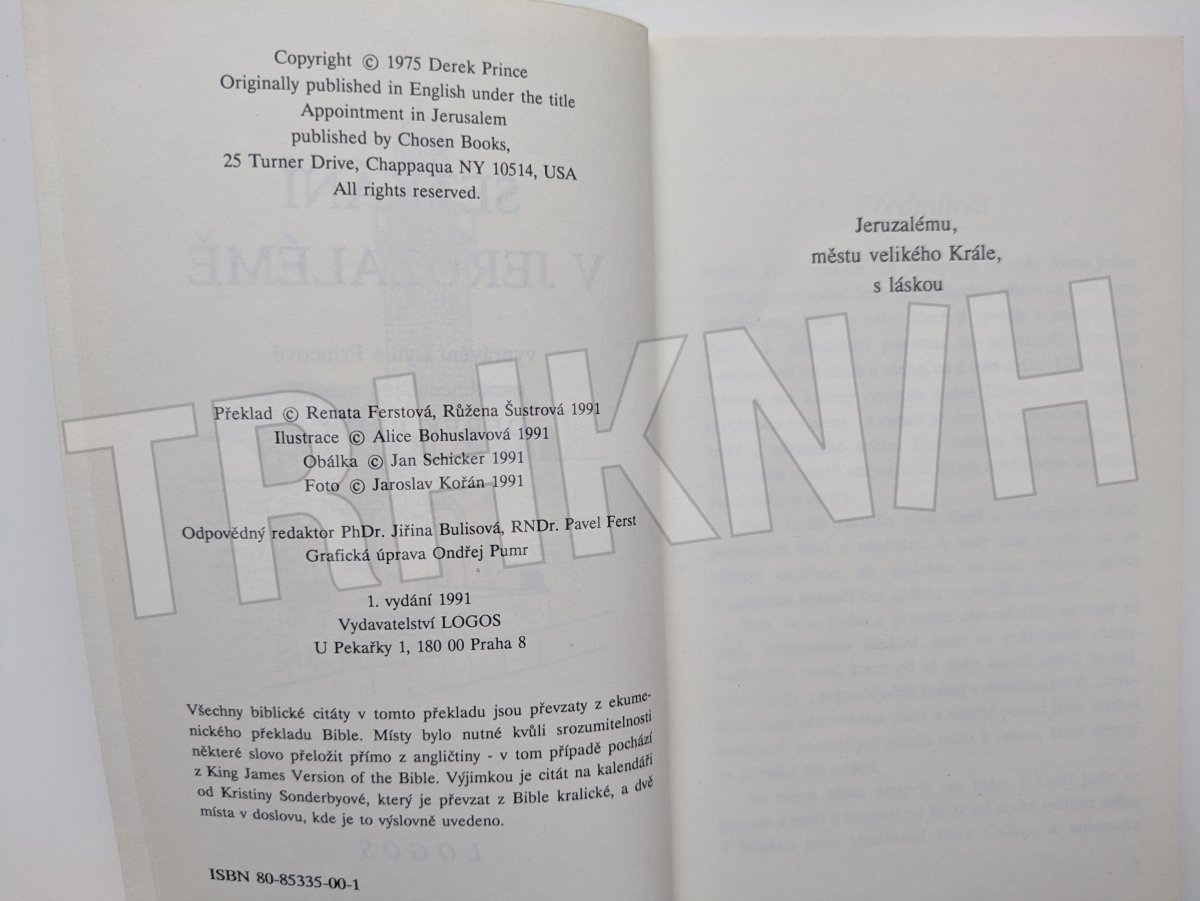 Copyright © 1975 Derek Prince
Originally published in English under the title
Appointment in Jerusalem
published by Chosen Books,
25 Turner Drive, Chappaqua NY 10514, USA
All rights reserved.
Překlad © Renata Ferstová, Růžena Šustrová 1991
Ilustrace © Alice Bohuslavová 1991
Obálka © Jan Schicker 1991
Foto © Jaroslav Kořán 1991
Odpovědný redaktor PhDr. Jiřina Bulisová, RNDr. Pavel Ferst
Grafická úprava Ondřej Pumr
1. vydání 1991
Vydavatelství LOGOS
U Pekařky 1, 180 00 Praha 8
Všechny biblické citáty v tomto překladu jsou převzaty z ekume-
nického překladu Bible. Místy bylo nutné kvůli srozumitelnosti
některé slovo přeložit přímo z angličtiny - v tom případě pochází
z King James Version of the Bible. Výjimkou je citát na kalendáři
od Kristiny Sonderbyové, který je převzat z Bible kralické, a dvě
místa v doslovu, kde je to výslovně uvedeno.
ISBN 80-85335-00-1
Jeruzalému,
městu velikého Krále,
s láskou
TRHKNIH